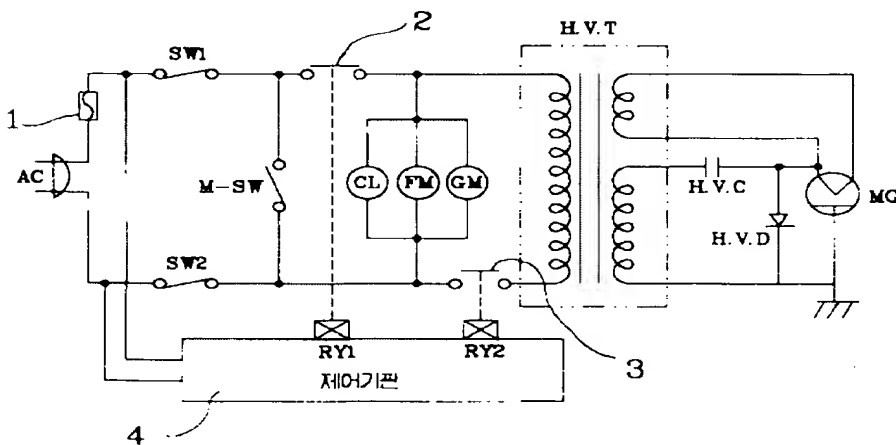 SW1
2
H.V.T
1
AC
M-SW
CL
FM
GM
H.V.C
MG
H.V.D
SW2
RY1
RY2
3
제어기판
4